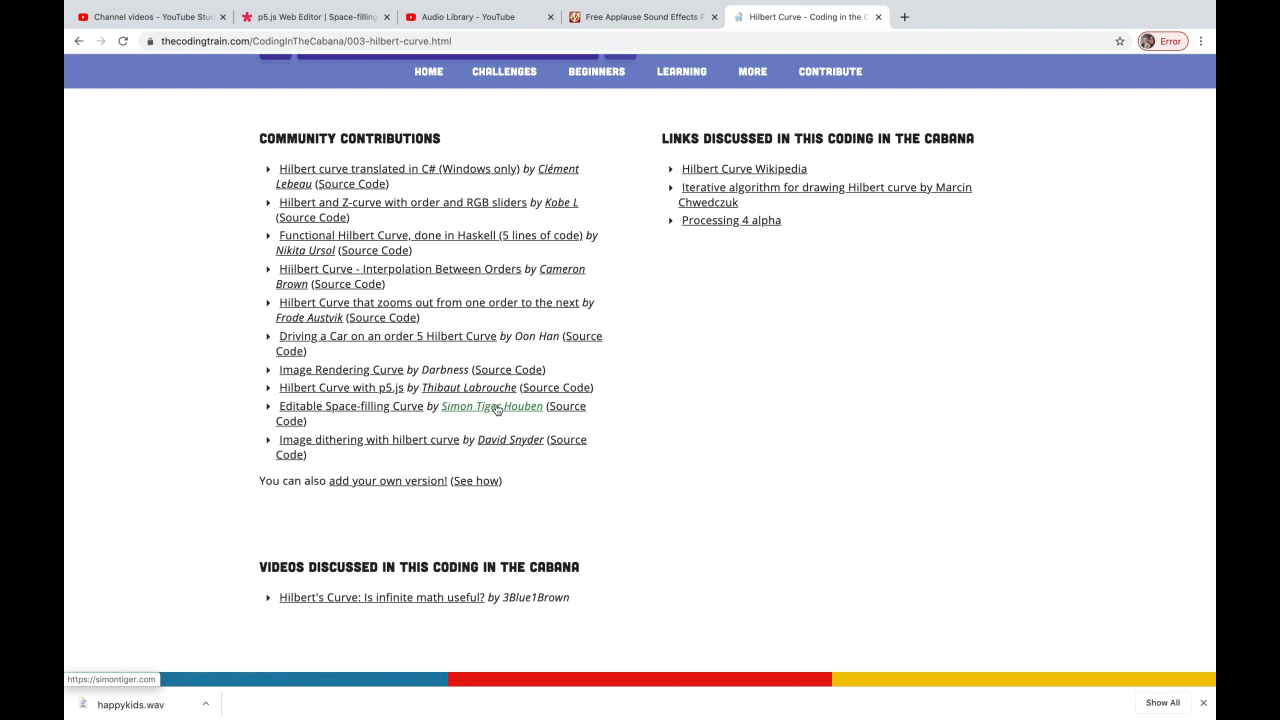 Channel videos - YouTube Stu
p5.js Web Editor | Space-filling
Audio Library - YouTube
Free Applause Sound Effects
Hilbert Curve - Coding in the C
thecodingtrain.com/CodingInTheCabana/003-hilbert-curve.html
Error
HOME CHALLENGES BEGINNERS LEARNING MORE CONTRIBUTE
COMMUNITY CONTRIBUTIONS
Hilbert curve translated in C# (Windows only) by Clément
Lebeau (Source Code)
Hilbert and Z-curve with order and RGB sliders by Kobe L
(Source Code)
Functional Hilbert Curve, done in Haskell (5 lines of code) by
Nikita Ursol (Source Code)
Hiilbert Curve - Interpolation Between Orders by Cameron
Brown (Source Code)
Hilbert Curve that zooms out from one order to the next by
Frode Austvik (Source Code)
Driving a Car on an order 5 Hilbert Curve by Oon Han (Source
Code)
Image Rendering Curve by Darbness (Source Code)
Hilbert Curve with p5.js by Thibaut Labrouche (Source Code)
Editable Space-filling Curve by Simon Tiger Houben (Source
Code)
Image dithering with hilbert curve by David Snyder (Source
Code)
You can also add your own version! (See how)
LINKS DISCUSSED IN THIS CODING IN THE CABANA
Hilbert Curve Wikipedia
Iterative algorithm for drawing Hilbert curve by Marcin
Chwedczuk
Processing 4 alpha
VIDEOS DISCUSSED IN THIS CODING IN THE CABANA
Hilbert's Curve: Is infinite math useful? by 3Blue1Brown
https://simontiger.com
happykids.wav
Show All